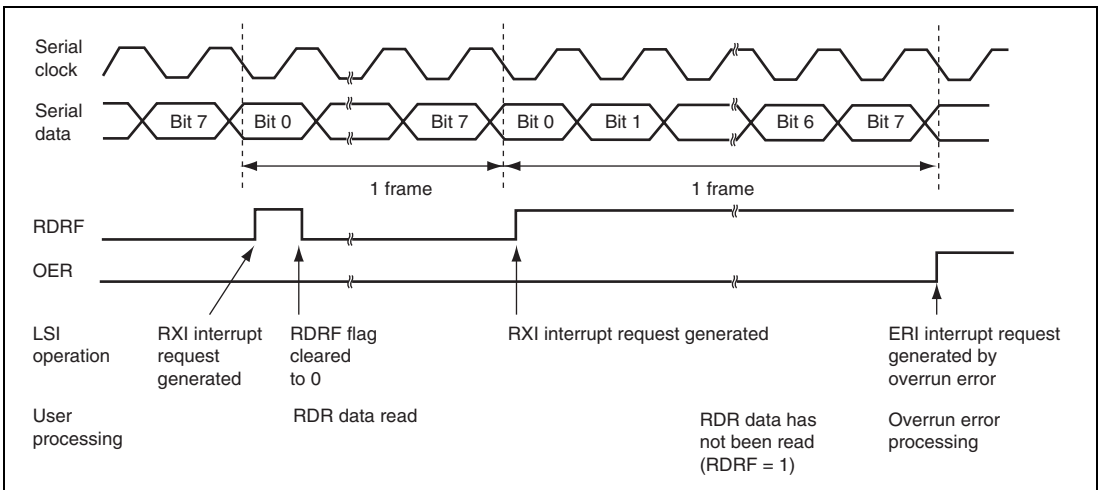 Serial
clock
Serial
data
Bit 7
Bit 0
Bit 7
Bit 0
Bit 1
Bit 6
Bit 7
1 frame
1 frame
RDRF
OER
LSI
operation
RXI interrupt
request
generated
RDRF flag
cleared
to 0
RXI interrupt request generated
ERI interrupt request
generated by
overrun error
User
processing
RDR data read
RDR data has
not been read
(RDRF = 1)
Overrun error
processing